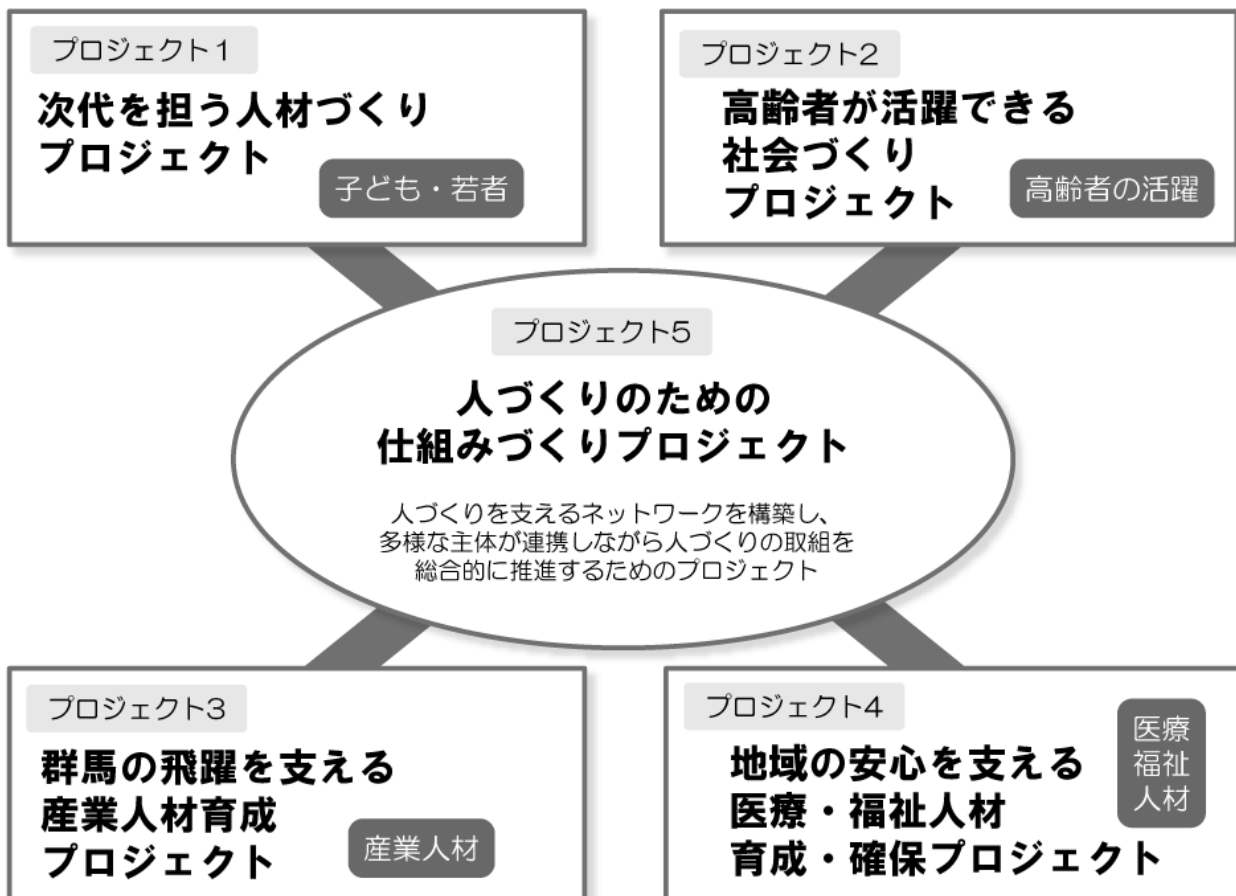 プロジェクト1
次代を担う人材づくり
プロジェクト
子ども・若者
プロジェクト2
高齢者が活躍できる
社会づくり
プロジェクト
高齢者の活躍
プロジェクト5
人づくりのための
仕組みづくりプロジェクト
人づくりを支えるネットワークを構築し、
多様な主体が連携しながら人づくりの取組を
総合的に推進するためのプロジェクト
プロジェクト3
群馬の飛躍を支える
産業人材育成
プロジェクト
産業人材
プロジェクト4
地域の安心を支える
医療・福祉人材
育成・確保プロジェクト
医療
福祉
人材